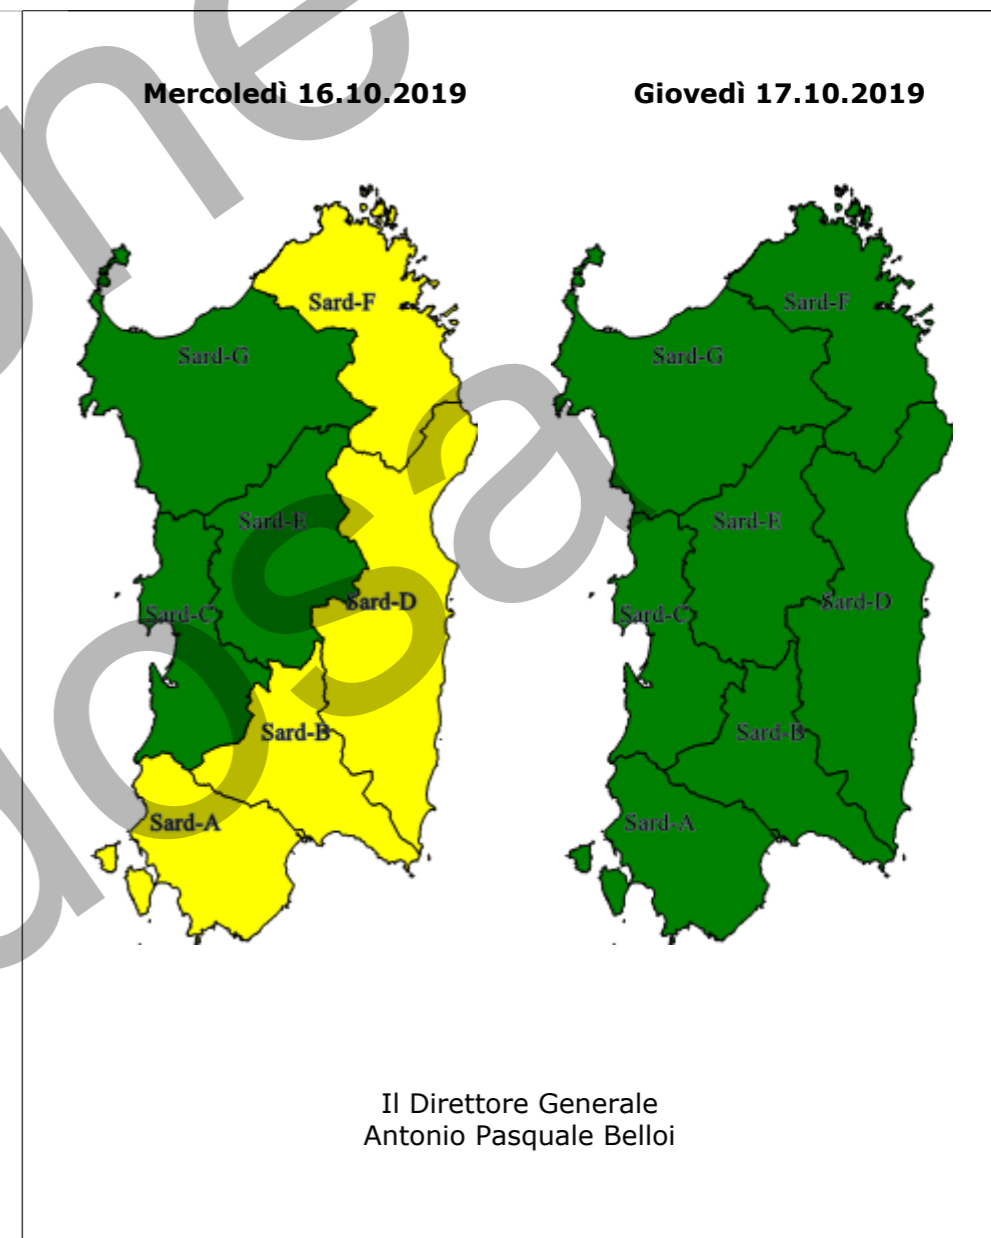 Mercoledì 16.10.2019
Giovedì 17.10.2019
Sard-F
Sard-G
Sard-E
Sard-C
Sard-D
Sard-B
Sard-A
Sard-F
Sard-G
Sard-E
Sard-C
Sard-D
Sard-B
Sard-A
Il Direttore Generale
Antonio Pasquale Belloi